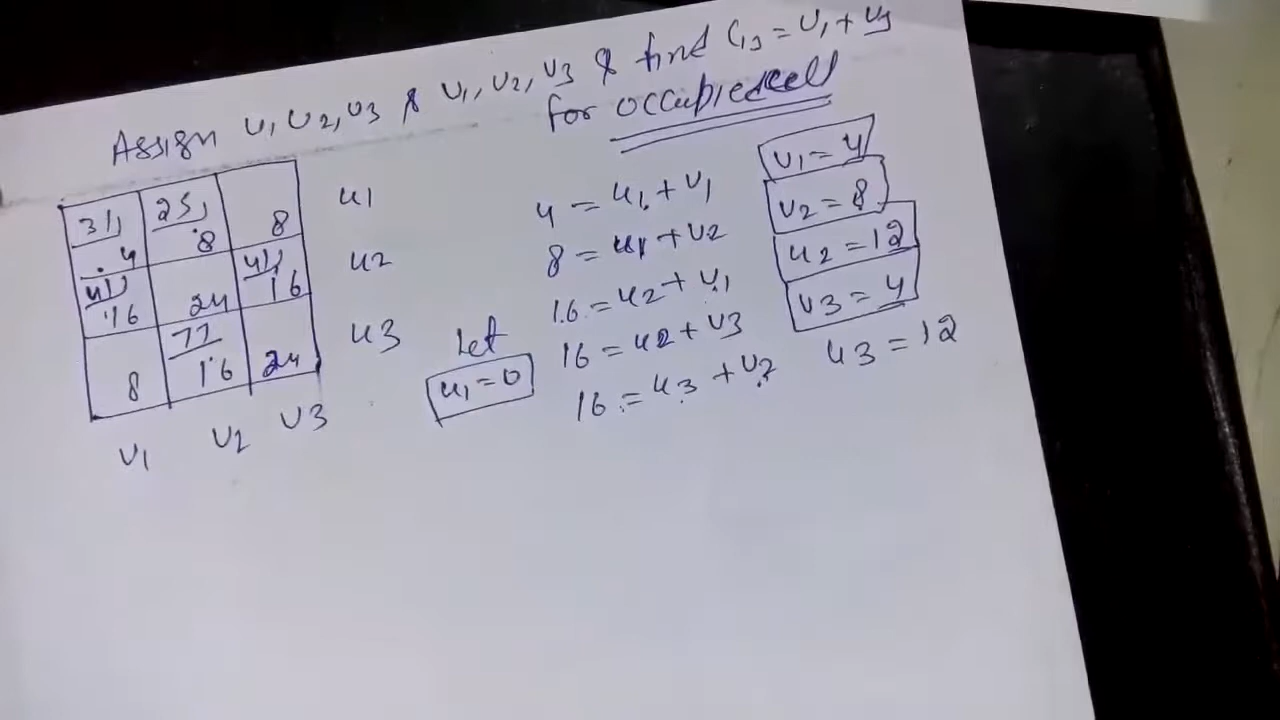 Assign u1 u2, u3 & v1, v2, v3 & find Cij = ui + vj
for occupied cell
31 25
4 8 8 u1
41 41
16 24 16 u2
77
8 16 24 u3
v1 v2 v3
Let
u1 = 0
4 = u1 + v1
8 = u1 + v2
16 = u2 + v1
16 = u2 + v3
16 = u3 + v2
v1 = 4
v2 = 8
u2 = 12
v3 = 4
u3 = 12